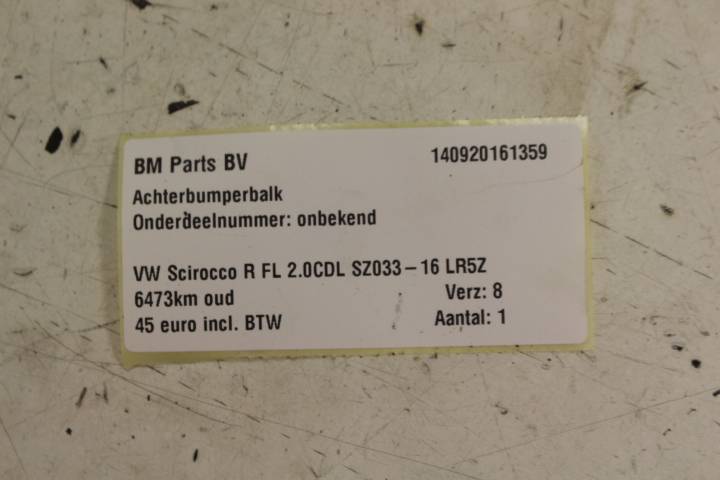 BM Parts BV 140920161359
Achterbumperbalk
Onderdeelnummer: onbekend
VW Scirocco R FL 2.0CDL SZ033-16 LR5Z
6473km oud Verz: 8
45 euro incl. BTW Aantal: 1